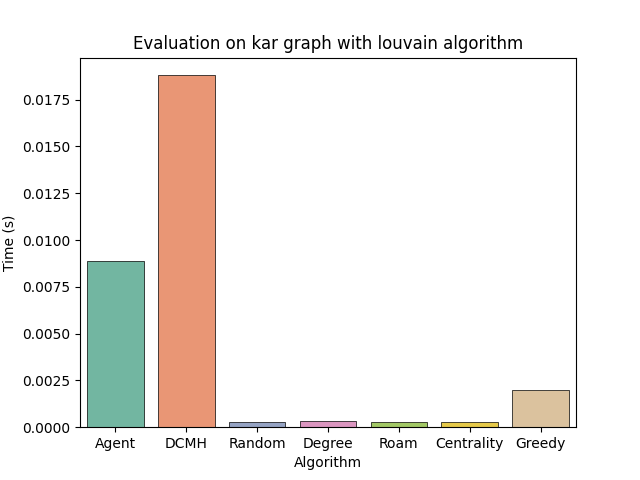 Evaluation on kar graph with louvain algorithm
0.0175
0.0150
0.0125
0.0100
0.0075
0.0050
0.0025
0.0000
Time (s)
Agent DCMH Random Degree Roam Centrality Greedy
Algorithm